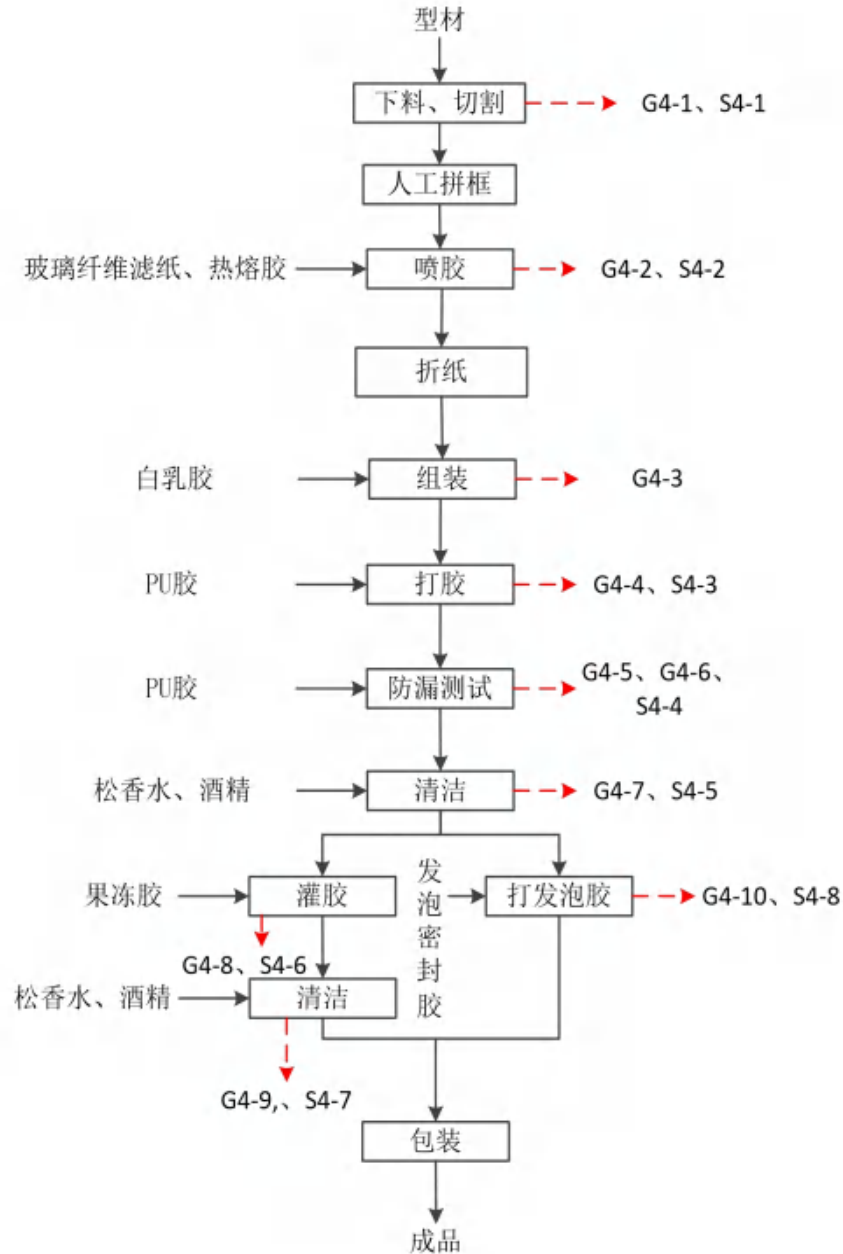 型材
下料、切割
G4-1、S4-1
人工拼框
玻璃纤维滤纸、热熔胶
喷胶
G4-2、S4-2
折纸
白乳胶
组装
G4-3
PU胶
打胶
G4-4、S4-3
PU胶
防漏测试
G4-5、G4-6、
S4-4
松香水、酒精
清洁
G4-7、S4-5
果冻胶
灌胶
G4-8、S4-6
发泡密封胶
打发泡胶
G4-10、S4-8
松香水、酒精
清洁
G4-9,、S4-7
包装
成品